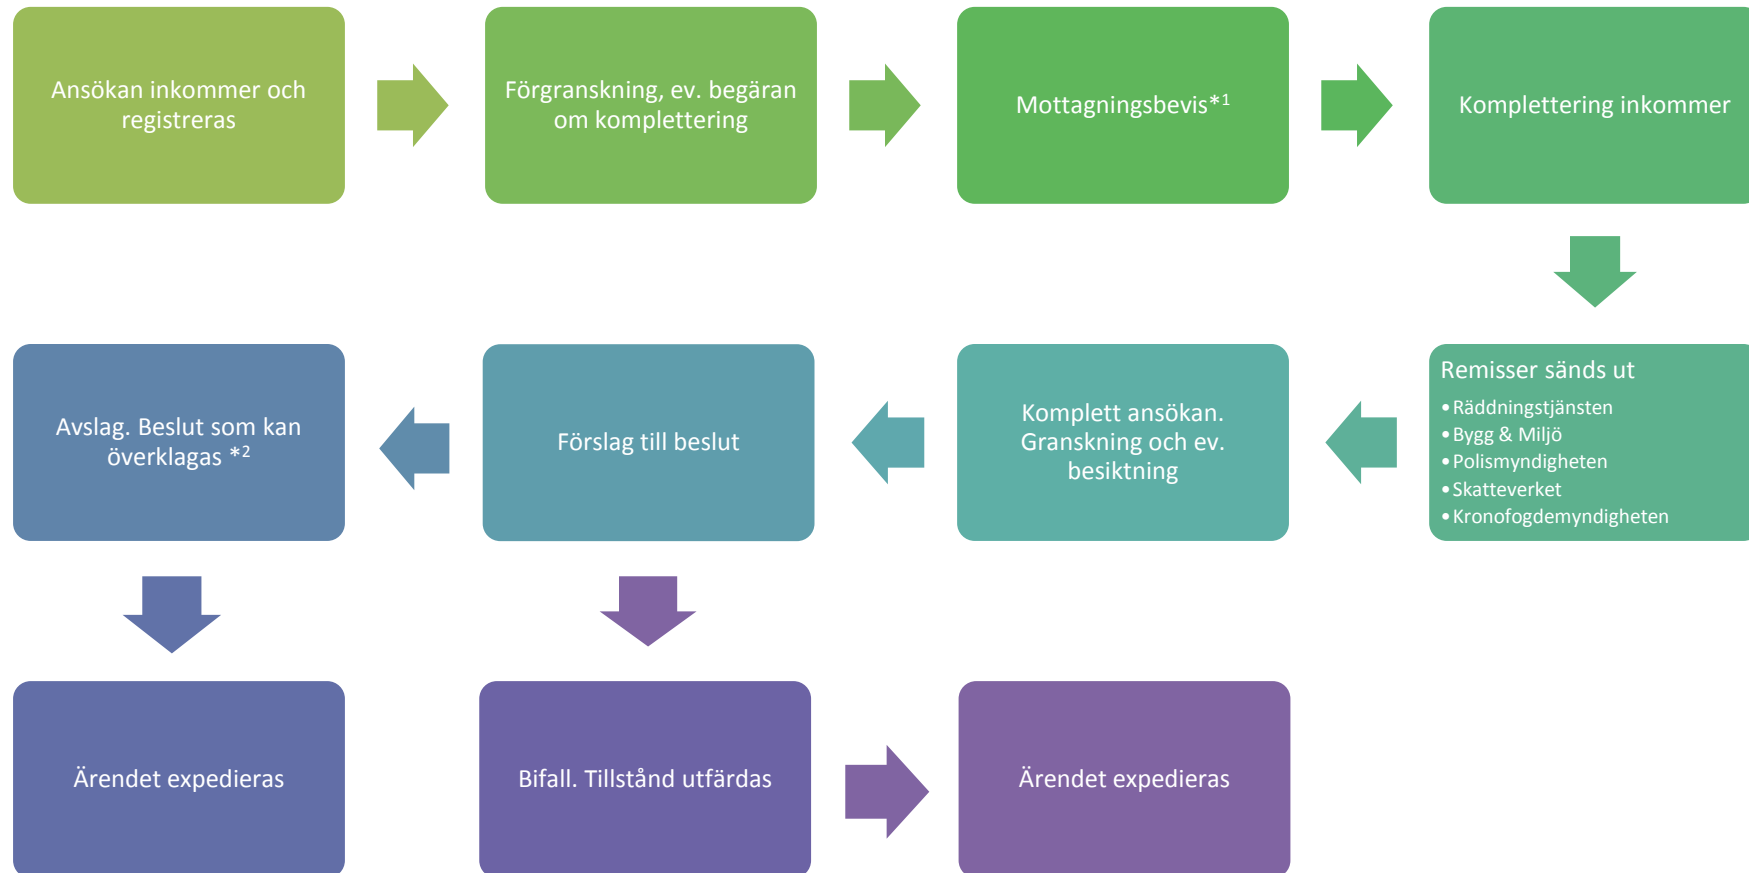 Ansökan inkommer och
registreras
Förgranskning, ev. begäran
om komplettering
Mottagningsbevis*1
Komplettering inkommer
Remisser sänds ut
•Räddningstjänsten
•Bygg & Miljö
•Polismyndigheten
•Skatteverket
•Kronofogdemyndigheten
Komplett ansökan.
Granskning och ev.
besiktning
Förslag till beslut
Avslag. Beslut som kan
överklagas *2
Ärendet expedieras
Bifall. Tillstånd utfärdas
Ärendet expedieras